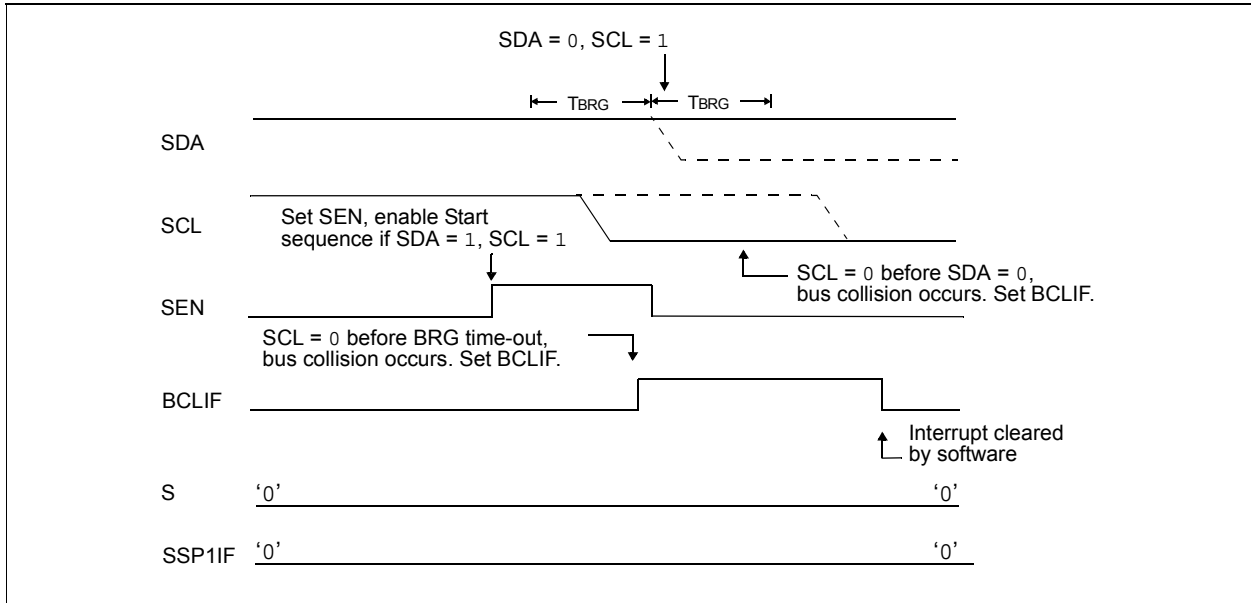 SDA = 0, SCL = 1
TBRG TBRG
SDA
SCL
Set SEN, enable Start
sequence if SDA = 1, SCL = 1
SCL = 0 before SDA = 0,
bus collision occurs. Set BCLIF.
SEN
SCL = 0 before BRG time-out,
bus collision occurs. Set BCLIF.
BCLIF
Interrupt cleared
by software
S ‘0’ ‘0’
SSP1IF ‘0’ ‘0’